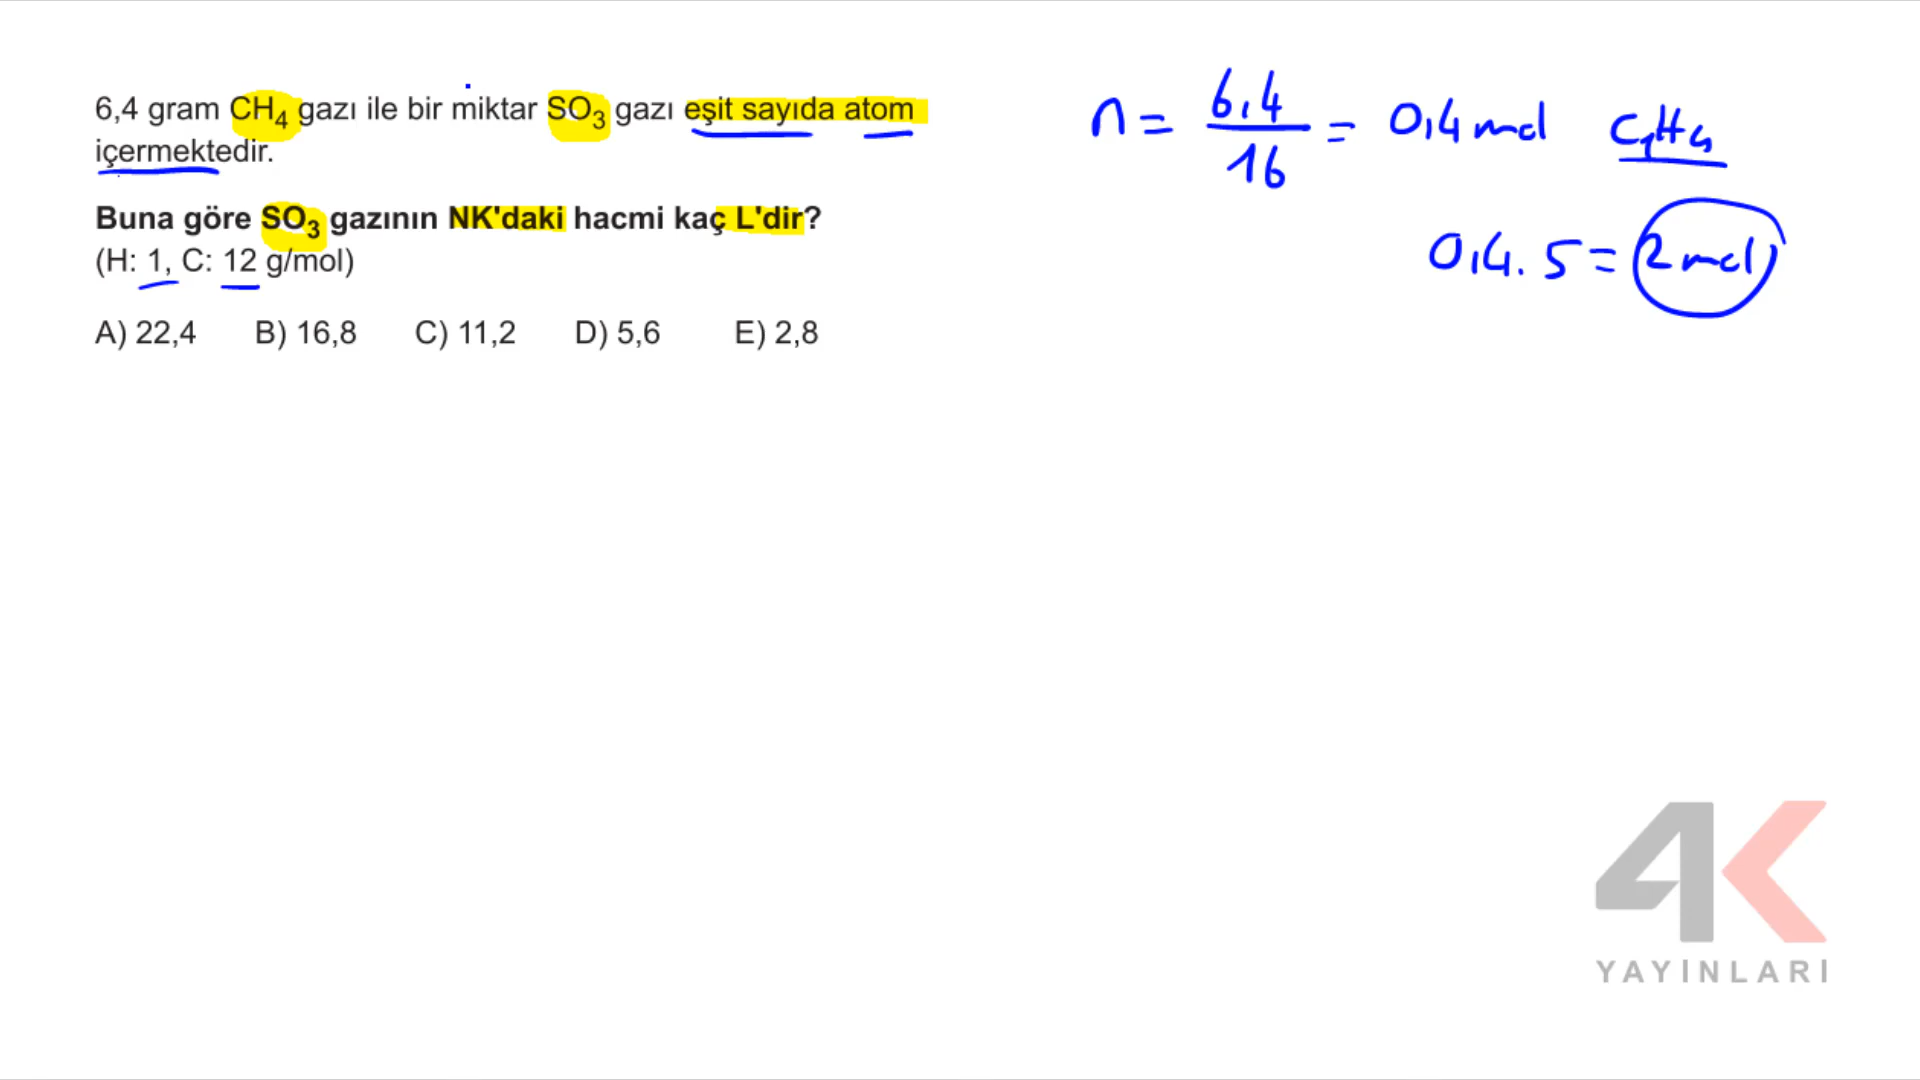 6,4 gram CH₄ gazı ile bir miktar SO₃ gazı eşit sayıda atom
içermektedir.
Buna göre SO₃ gazının NK'daki hacmi kaç L'dir?
(H: 1, C: 12 g/mol)
A) 22,4 B) 16,8 C) 11,2 D) 5,6 E) 2,8
n = 6,4 / 16 = 0,4 mol C₁H₄
0,4 . 5 = 2 mol
4K
YAYINLARI